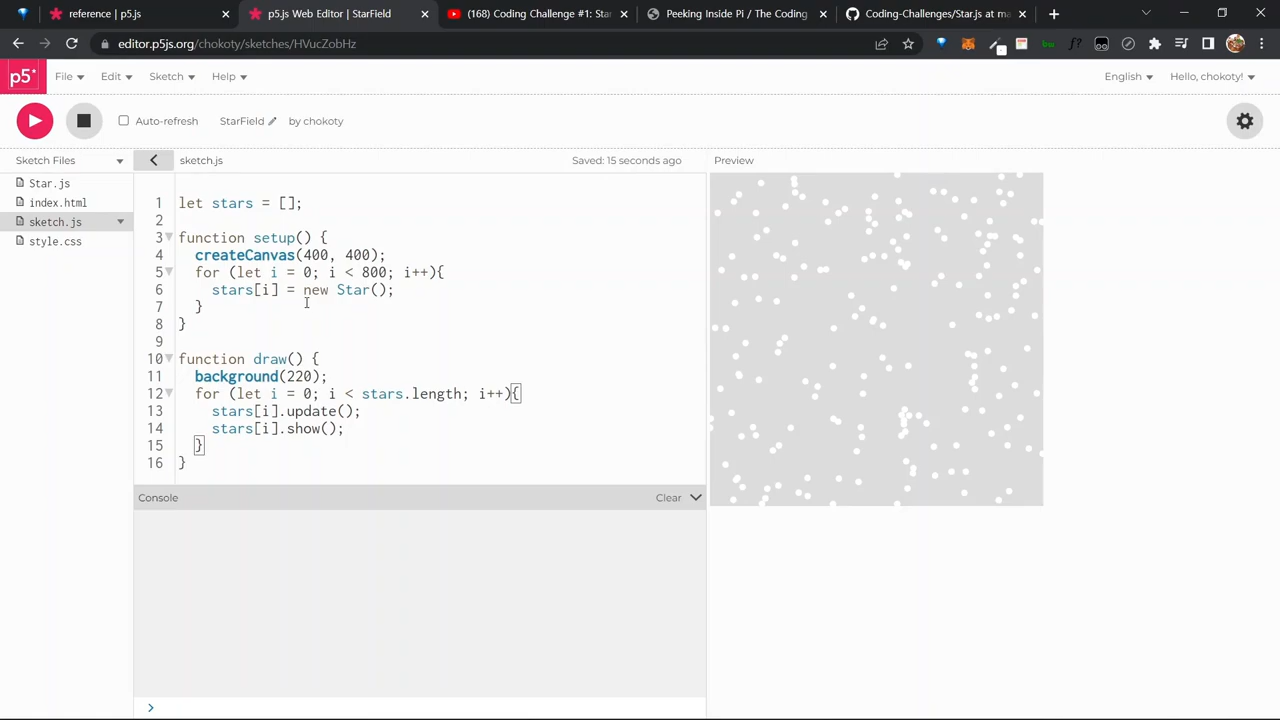 reference | p5.js
p5.js Web Editor | StarField
(168) Coding Challenge #1: Star
Peeking Inside Pi / The Coding
Coding-Challenges/Star.js at ma
editor.p5js.org/chokoty/sketches/HVucZobHz
p5*
File
Edit
Sketch
Help
English
Hello, chokoty!
Auto-refresh
StarField
by chokoty
Sketch Files
sketch.js
Saved: 15 seconds ago
Preview
Star.js
index.html
sketch.js
style.css
1 let stars = [];
2
3 function setup() {
4 createCanvas(400, 400);
5 for (let i = 0; i < 800; i++){
6 stars[i] = new Star();
7 }
8 }
9
10 function draw() {
11 background(220);
12 for (let i = 0; i < stars.length; i++){
13 stars[i].update();
14 stars[i].show();
15 }
16 }
Console
Clear
>